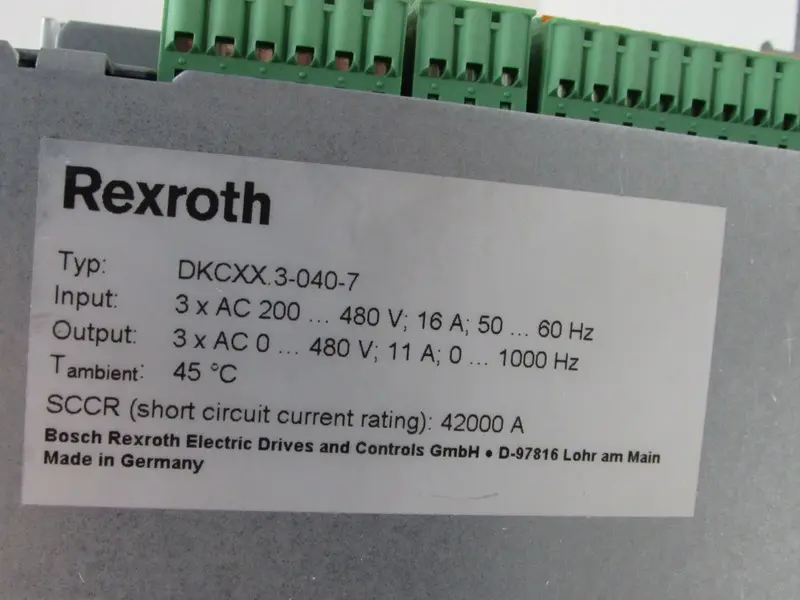 Rexroth
Typ: DKCXX.3-040-7
Input: 3 x AC 200 ... 480 V; 16 A; 50 ... 60 Hz
Output: 3 x AC 0 ... 480 V; 11 A; 0 ... 1000 Hz
Tambient: 45 °C
SCCR (short circuit current rating): 42000 A
Bosch Rexroth Electric Drives and Controls GmbH • D-97816 Lohr am Main
Made in Germany